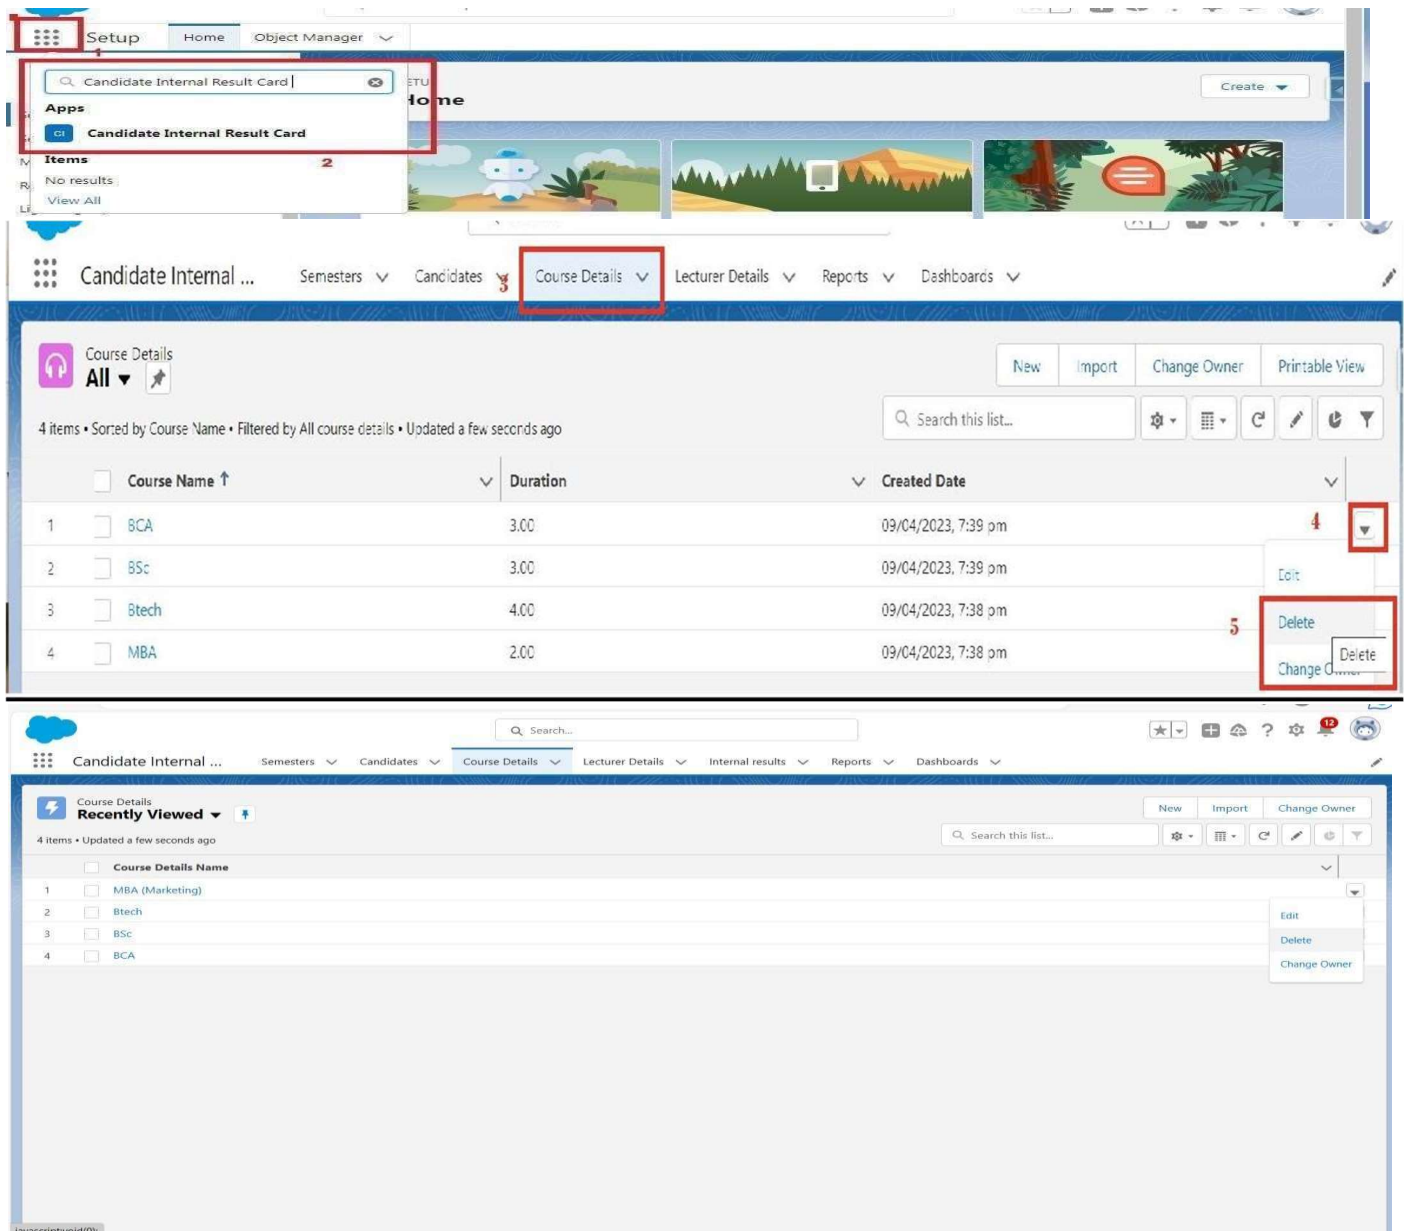 Setup Home Object Manager
1
Candidate Internal Result Card
SETUP
Home
Create
Apps
CI Candidate Internal Result Card
Items
2
No results
View All
Candidate Internal ... Semesters Candidates 3 Course Details Lecturer Details Reports Dashboards
Course Details
All
New Import Change Owner Printable View
4 items • Sorted by Course Name • Filtered by All course details • Updated a few seconds ago
Search this list...
Course Name ↑ Duration Created Date
1 BCA 3.00 09/04/2023, 7:39 pm 4
2 BSc 3.00 09/04/2023, 7:39 pm
Edit
3 Btech 4.00 09/04/2023, 7:38 pm
5 Delete
4 MBA 2.00 09/04/2023, 7:38 pm
Delete
Change Owner
Search...
12
Candidate Internal ... Semesters Candidates Course Details Lecturer Details Internal results Reports Dashboards
Course Details
Recently Viewed
New Import Change Owner
4 items • Updated a few seconds ago
Search this list...
Course Details Name
1 MBA (Marketing)
2 Btech
Edit
3 BSc
Delete
4 BCA
Change Owner
javascript:void(0);